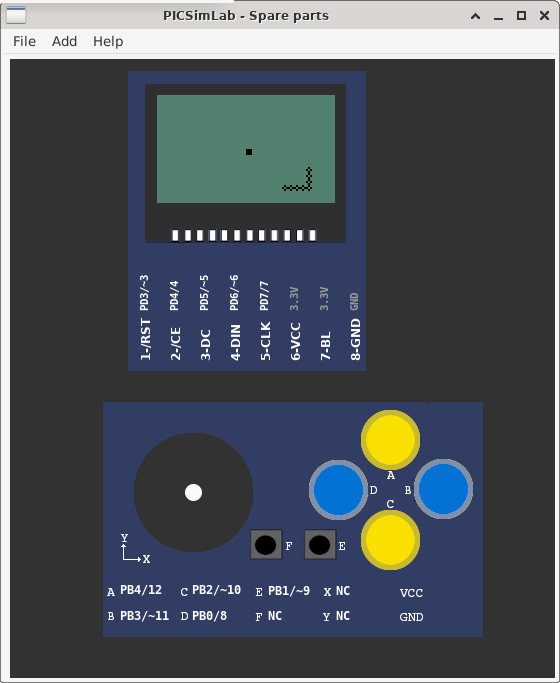 PICSimLab - Spare parts
File Add Help
1-/RST PD3/~3
2-/CE PD4/4
3-DC PD5/~5
4-DIN PD6/~6
5-CLK PD7/7
6-VCC 3.3V
7-BL 3.3V
8-GND GND
A
D B
C
Y
X
F E
A PB4/12 C PB2/~10 E PB1/~9 X NC VCC
B PB3/~11 D PB0/8 F NC Y NC GND